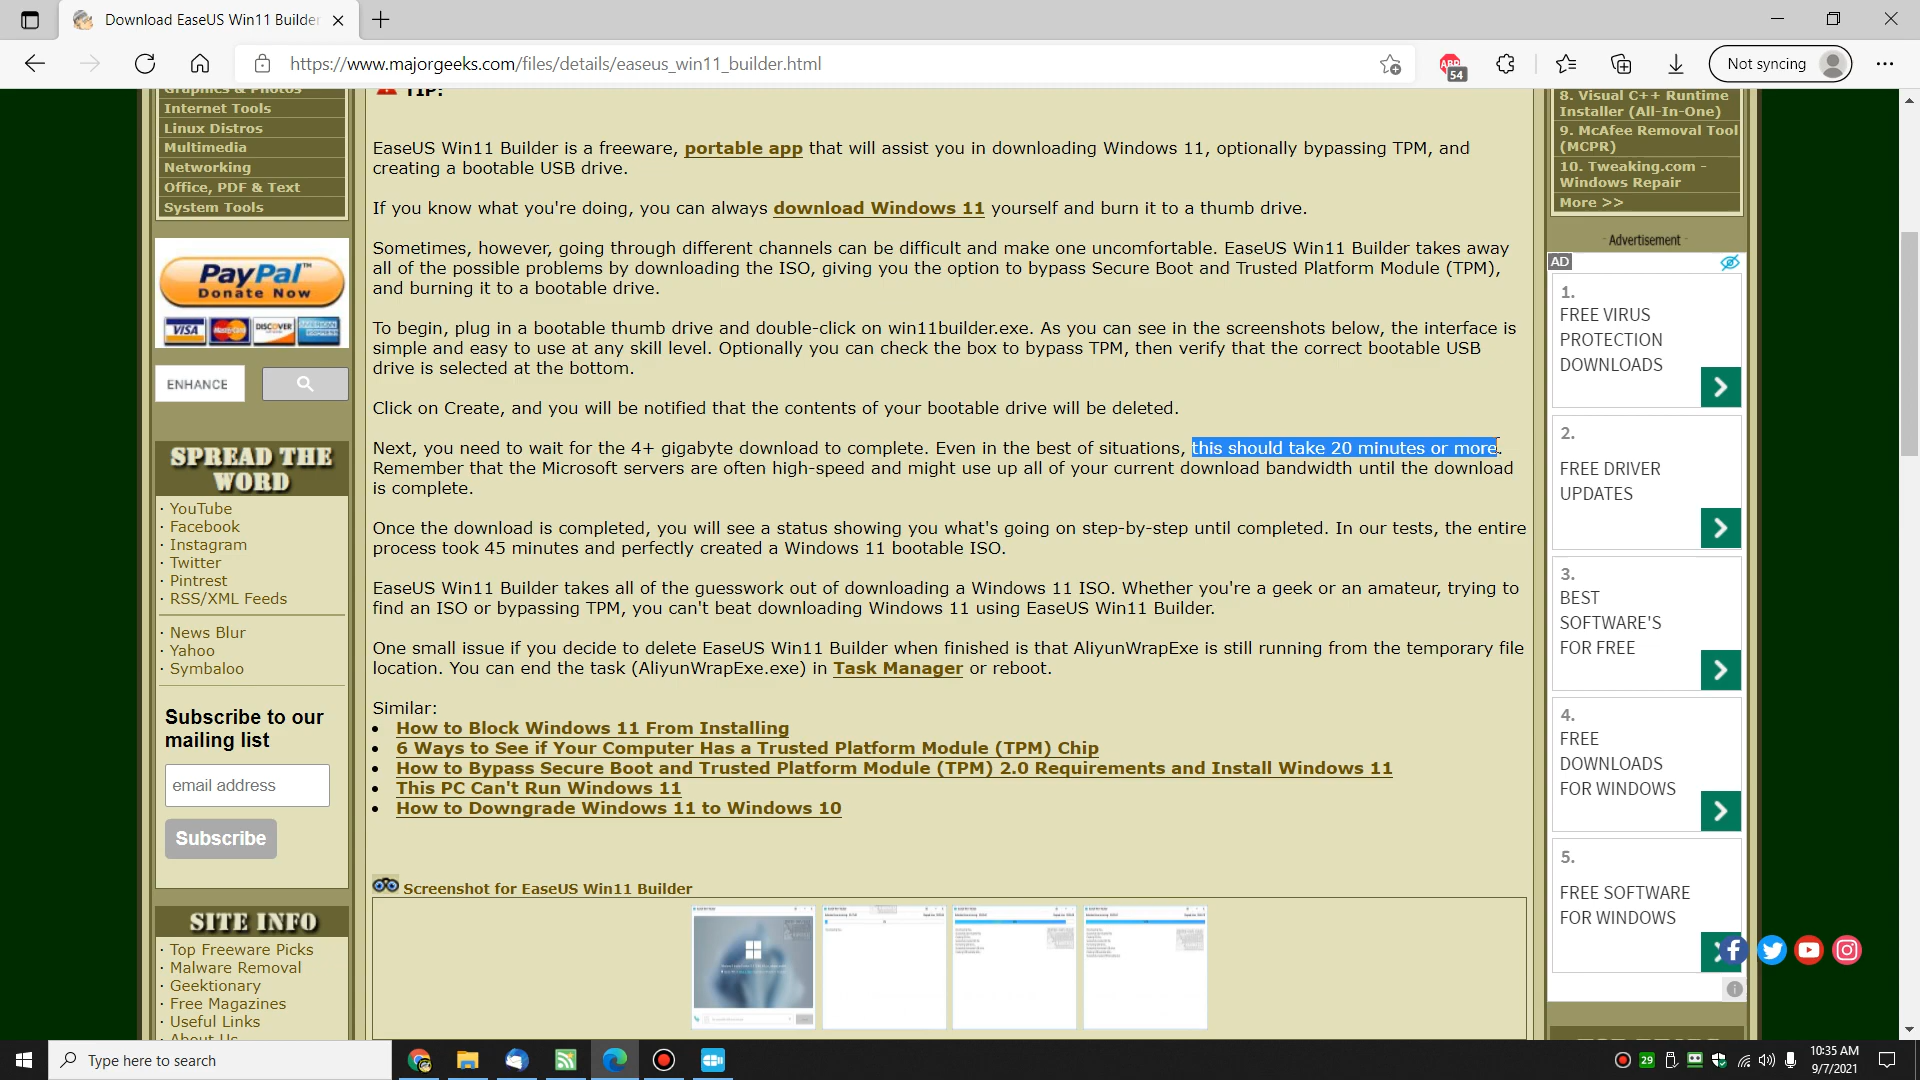 Download EaseUS Win11 Builder
https://www.majorgeeks.com/files/details/easeus_win11_builder.html
ABP
54
Not syncing
Graphics & Photos
Internet Tools
Linux Distros
Multimedia
Networking
Office, PDF & Text
System Tools
PayPal™
Donate Now
VISA
MasterCard
DISCOVER
ENHANCE
SPREAD THE
WORD
· YouTube
· Facebook
· Instagram
· Twitter
· Pintrest
· RSS/XML Feeds
· News Blur
· Yahoo
· Symbaloo
Subscribe to our
mailing list
email address
Subscribe
SITE INFO
· Top Freeware Picks
· Malware Removal
· Geektionary
· Free Magazines
· Useful Links
· About Us
TIP:
EaseUS Win11 Builder is a freeware, portable app that will assist you in downloading Windows 11, optionally bypassing TPM, and
creating a bootable USB drive.
If you know what you're doing, you can always download Windows 11 yourself and burn it to a thumb drive.
Sometimes, however, going through different channels can be difficult and make one uncomfortable. EaseUS Win11 Builder takes away
all of the possible problems by downloading the ISO, giving you the option to bypass Secure Boot and Trusted Platform Module (TPM),
and burning it to a bootable drive.
To begin, plug in a bootable thumb drive and double-click on win11builder.exe. As you can see in the screenshots below, the interface is
simple and easy to use at any skill level. Optionally you can check the box to bypass TPM, then verify that the correct bootable USB
drive is selected at the bottom.
Click on Create, and you will be notified that the contents of your bootable drive will be deleted.
Next, you need to wait for the 4+ gigabyte download to complete. Even in the best of situations, this should take 20 minutes or more.
Remember that the Microsoft servers are often high-speed and might use up all of your current download bandwidth until the download
is complete.
Once the download is completed, you will see a status showing you what's going on step-by-step until completed. In our tests, the entire
process took 45 minutes and perfectly created a Windows 11 bootable ISO.
EaseUS Win11 Builder takes all of the guesswork out of downloading a Windows 11 ISO. Whether you're a geek or an amateur, trying to
find an ISO or bypassing TPM, you can't beat downloading Windows 11 using EaseUS Win11 Builder.
One small issue if you decide to delete EaseUS Win11 Builder when finished is that AliyunWrapExe is still running from the temporary file
location. You can end the task (AliyunWrapExe.exe) in Task Manager or reboot.
Similar:
• How to Block Windows 11 From Installing
• 6 Ways to See if Your Computer Has a Trusted Platform Module (TPM) Chip
• How to Bypass Secure Boot and Trusted Platform Module (TPM) 2.0 Requirements and Install Windows 11
• This PC Can't Run Windows 11
• How to Downgrade Windows 11 to Windows 10
Screenshot for EaseUS Win11 Builder
8. Visual C++ Runtime
Installer (All-In-One)
9. McAfee Removal Tool
(MCPR)
10. Tweaking.com -
Windows Repair
More >>
- Advertisement -
AD
1.
FREE VIRUS
PROTECTION
DOWNLOADS
2.
FREE DRIVER
UPDATES
3.
BEST
SOFTWARE'S
FOR FREE
4.
FREE
DOWNLOADS
FOR WINDOWS
5.
FREE SOFTWARE
FOR WINDOWS
Type here to search
29
10:35 AM
9/7/2021